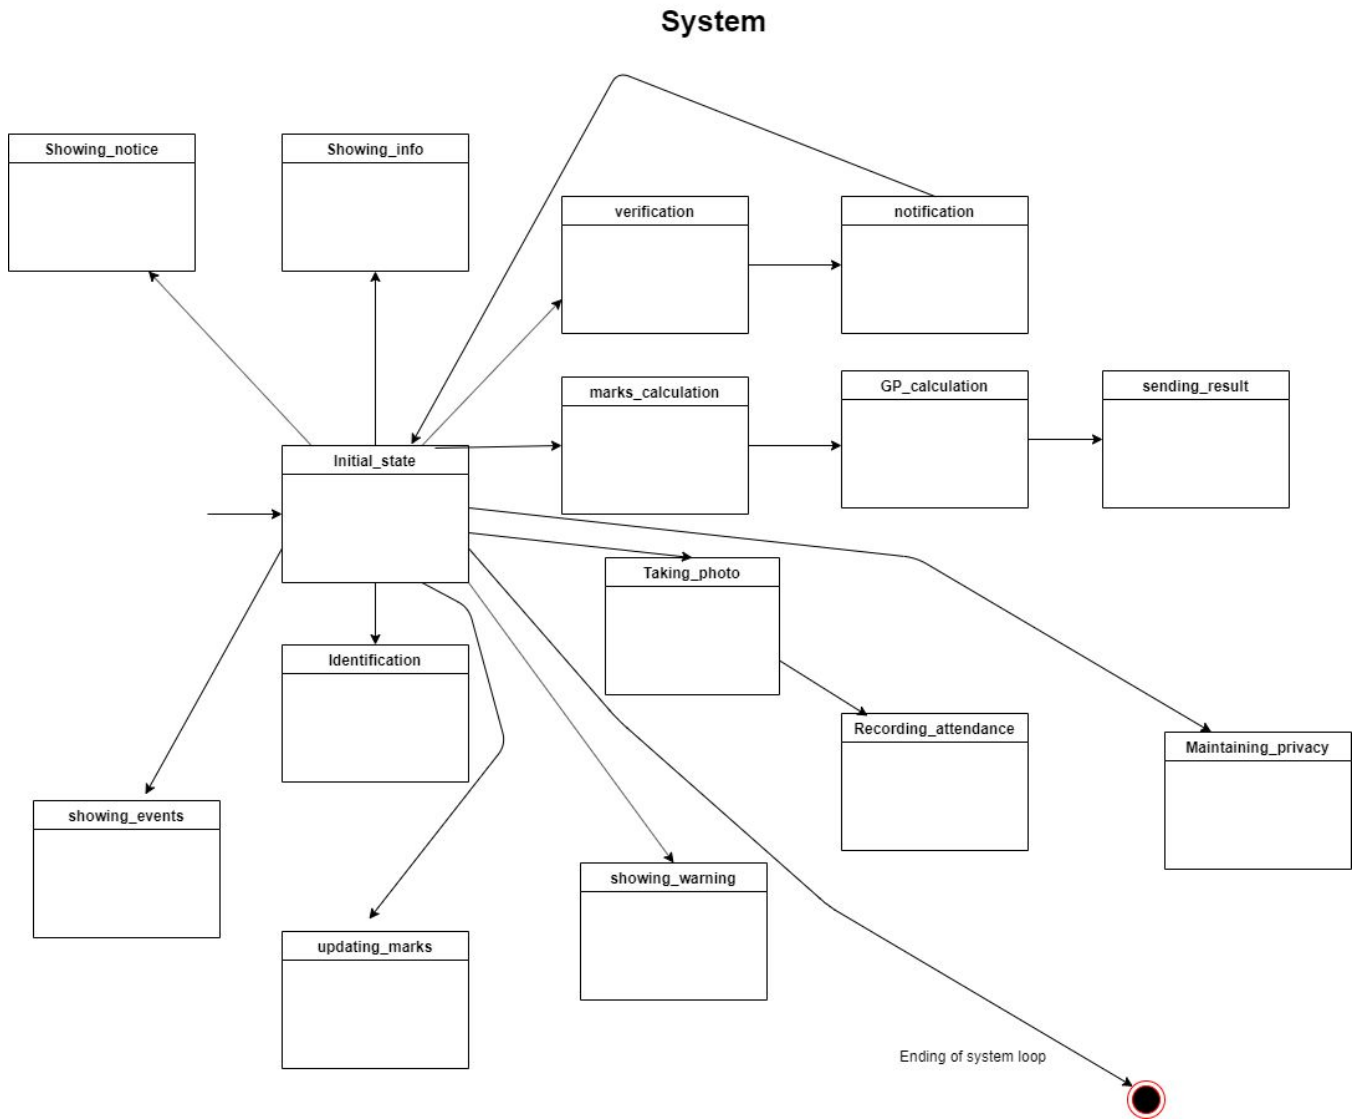 System
Showing_notice
Showing_info
verification
notification
marks_calculation
GP_calculation
sending_result
Initial_state
Taking_photo
Identification
Recording_attendance
Maintaining_privacy
showing_events
showing_warning
updating_marks
Ending of system loop